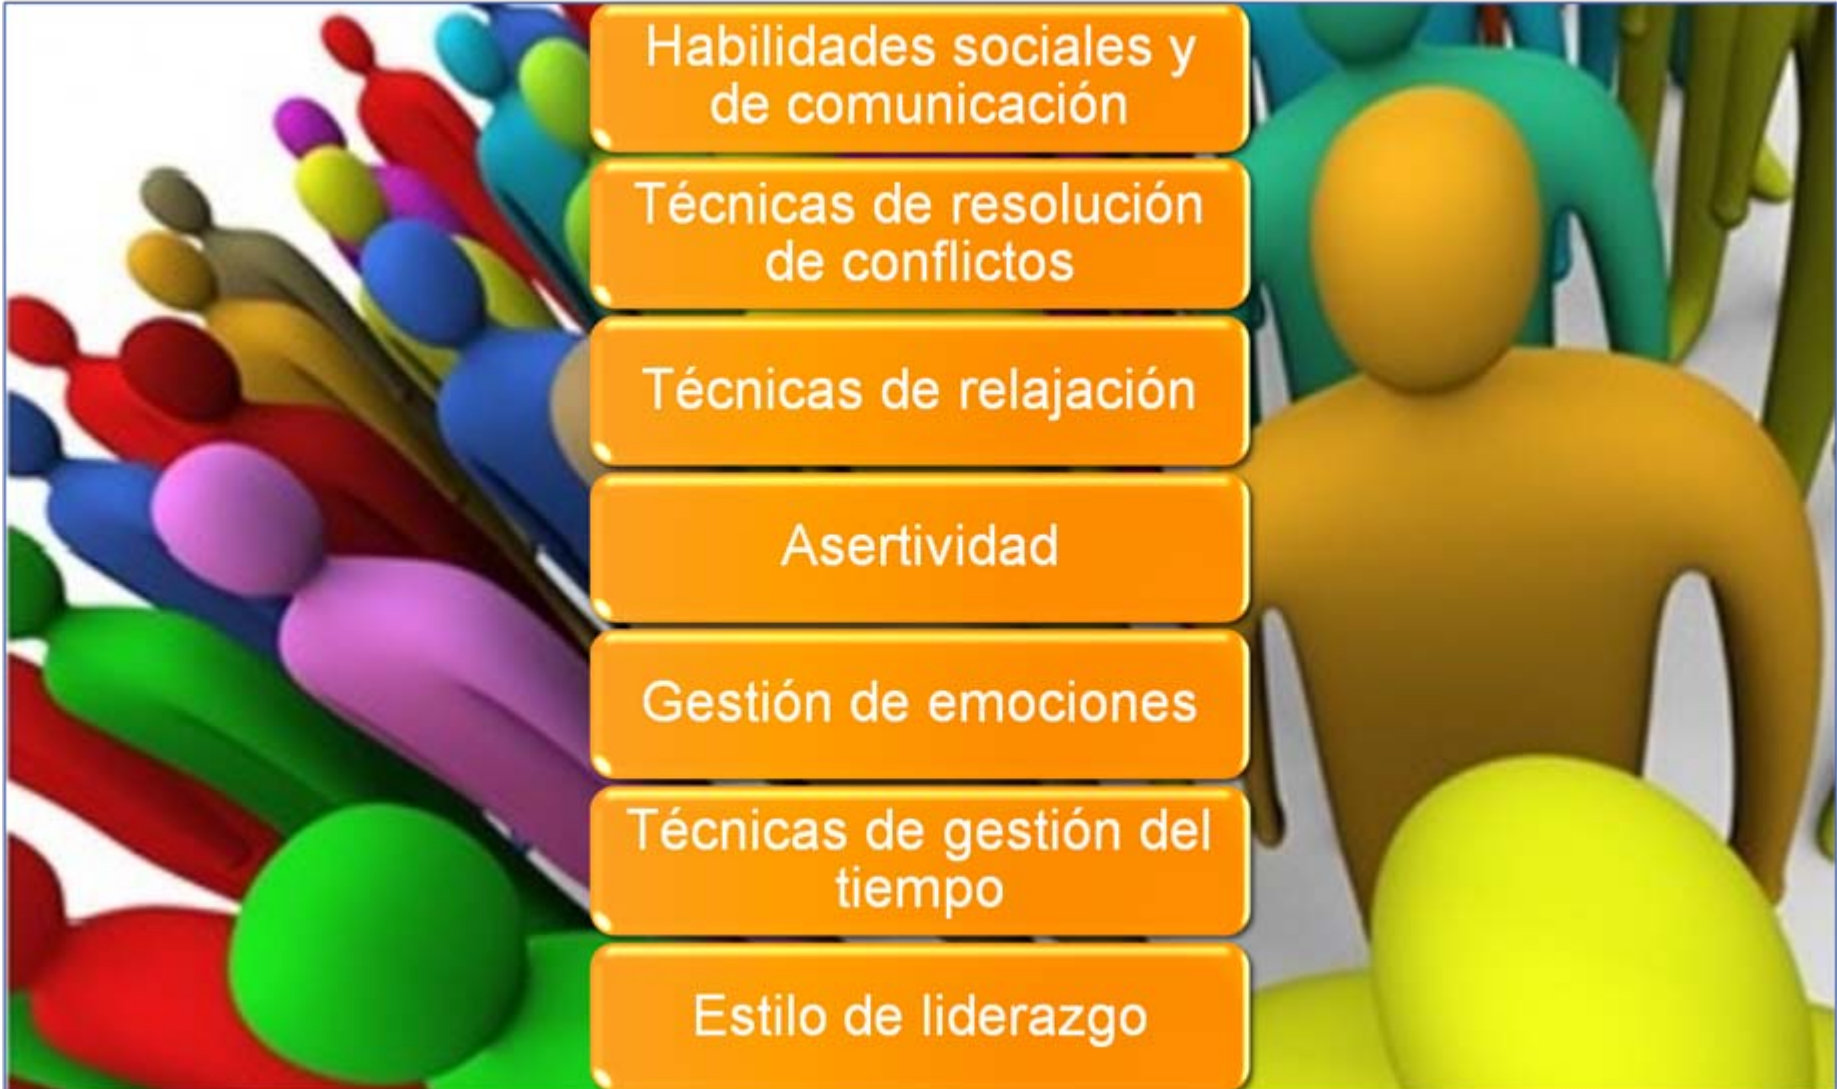 Habilidades sociales y
de comunicación
Técnicas de resolución
de conflictos
Técnicas de relajación
Asertividad
Gestión de emociones
Técnicas de gestión del
tiempo
Estilo de liderazgo